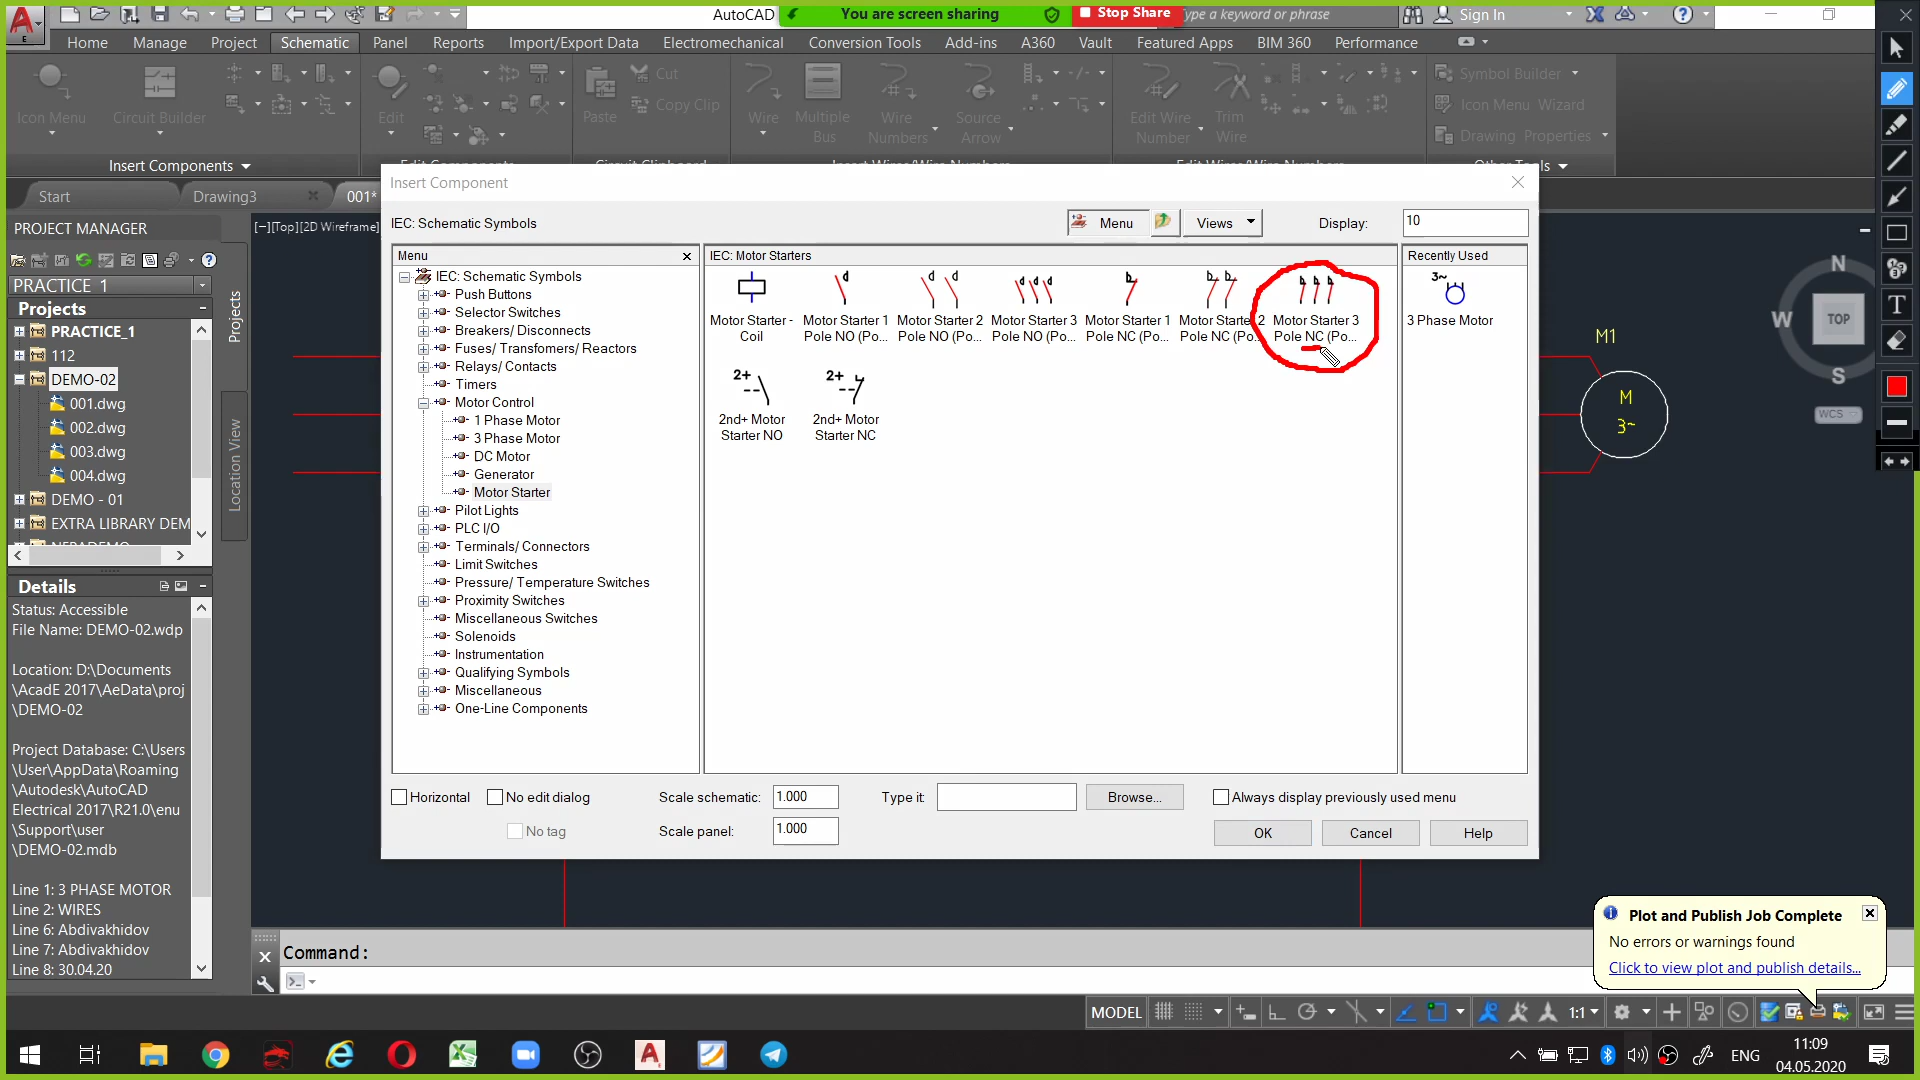 AutoCAD
You are screen sharing
Stop Share
Type a keyword or phrase
Sign In
Home
Manage
Project
Schematic
Panel
Reports
Import/Export Data
Electromechanical
Conversion Tools
Add-ins
A360
Vault
Featured Apps
BIM 360
Performance
Icon Menu
Circuit Builder
Edit
Paste
Cut
Copy Clip
Wire
Multiple Bus
Wire Numbers
Source Arrow
Edit Wire Number
Trim Wire
Symbol Builder
Icon Menu Wizard
Drawing Properties
Insert Components
Other Tools
Start
Drawing3
001*
PROJECT MANAGER
PRACTICE_1
Projects
PRACTICE_1
112
DEMO-02
001.dwg
002.dwg
003.dwg
004.dwg
DEMO - 01
EXTRA LIBRARY DEM
Projects
Location View
Details
Status: Accessible
File Name: DEMO-02.wdp
Location: D:\Documents
\AcadE 2017\AeData\proj
\DEMO-02
Project Database: C:\Users
\User\AppData\Roaming
\Autodesk\AutoCAD
Electrical 2017\R21.0\enu
\Support\user
\DEMO-02.mdb
Line 1: 3 PHASE MOTOR
Line 2: WIRES
Line 6: Abdivakhidov
Line 7: Abdivakhidov
Line 8: 30.04.20
[−][Top][2D Wireframe]
Insert Component
IEC: Schematic Symbols
Menu
Views
Display:
10
Menu
IEC: Schematic Symbols
Push Buttons
Selector Switches
Breakers/ Disconnects
Fuses/ Transfomers/ Reactors
Relays/ Contacts
Timers
Motor Control
1 Phase Motor
3 Phase Motor
DC Motor
Generator
Motor Starter
Pilot Lights
PLC I/O
Terminals/ Connectors
Limit Switches
Pressure/ Temperature Switches
Proximity Switches
Miscellaneous Switches
Solenoids
Instrumentation
Qualifying Symbols
Miscellaneous
One-Line Components
IEC: Motor Starters
Motor Starter - Coil
Motor Starter 1 Pole NO (Po...
Motor Starter 2 Pole NO (Po...
Motor Starter 3 Pole NO (Po...
Motor Starter 1 Pole NC (Po...
Motor Starter 2 Pole NC (Po...
Motor Starter 3 Pole NC (Po...
2+
2nd+ Motor Starter NO
2+
2nd+ Motor Starter NC
Recently Used
3~
3 Phase Motor
Horizontal
No edit dialog
No tag
Scale schematic:
1.000
Scale panel:
1.000
Type it:
Browse...
Always display previously used menu
OK
Cancel
Help
M1
M
3~
N
W
TOP
S
WCS
Command:
Plot and Publish Job Complete
No errors or warnings found
Click to view plot and publish details...
MODEL
1:1
ENG
11:09
04.05.2020